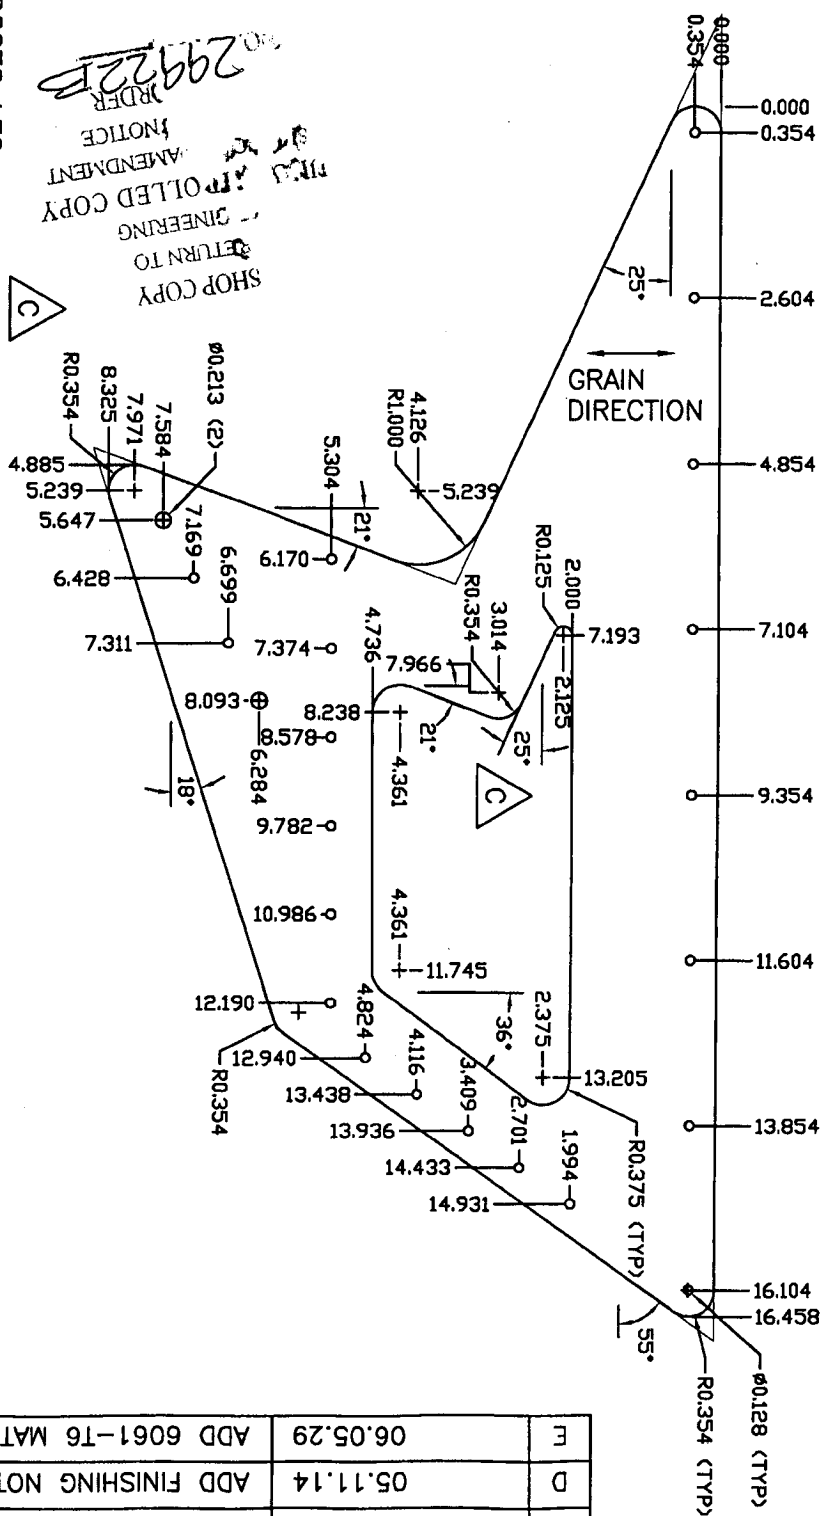 0.000
0.354
0.000
0.354
2.604
4.854
7.104
9.354
11.604
13.854
16.104
16.458
ø0.128 (TYP)
R0.354 (TYP)
25°
GRAIN
DIRECTION
4.126
R1.000
5.239
5.304
21°
6.170
ø0.213 (2)
7.584
7.971
8.325
R0.354
4.885
5.239
5.647
6.428
7.169
6.699
7.311
7.374
8.093
6.284
8.578
9.782
10.986
12.190
18°
R0.354
12.940
4.824
13.438
4.116
13.936
3.409
14.433
2.701
14.931
1.994
55°
R0.125
2.000
7.193
2.125
R0.354
3.014
7.966
25°
21°
4.736
8.238
4.361
4.361
11.745
36°
2.375
13.205
R0.375 (TYP)
C
C
SHOP COPY
RETURN TO
GINEERING
OLLED COPY
AMENDMENT
NOTICE
RDER
NO. 29922B
E 06.05.29 ADD 6061-T6 MAT
D 05.11.14 ADD FINISHING NOT